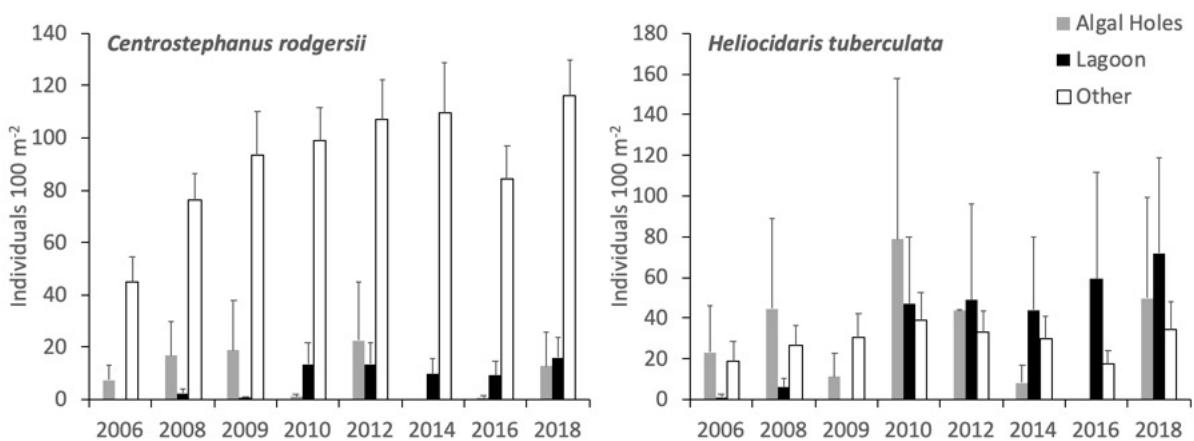 Centrostephanus rodgersii
Individuals 100 m⁻²
140
120
100
80
60
40
20
0
2006 2008 2009 2010 2012 2014 2016 2018
Heliocidaris tuberculata
Individuals 100 m⁻²
180
160
140
120
100
80
60
40
20
0
2006 2008 2009 2010 2012 2014 2016 2018
Algal Holes
Lagoon
Other